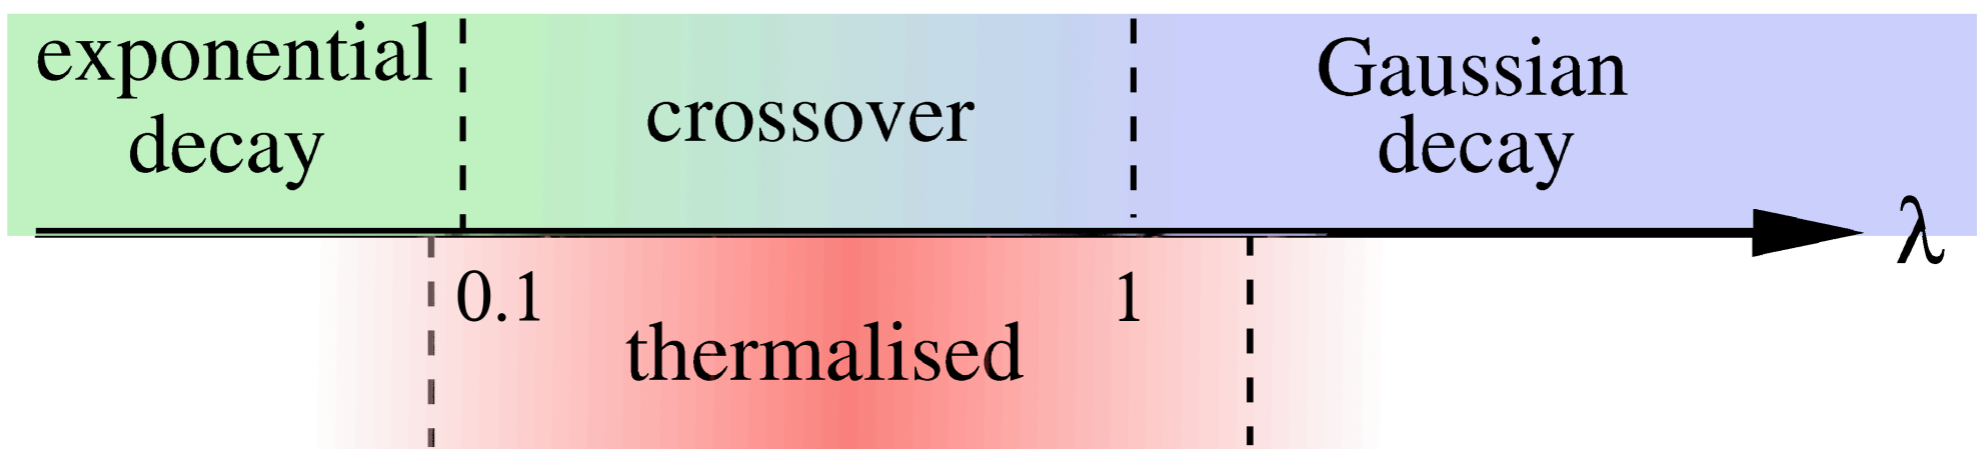 exponential
decay
crossover
Gaussian
decay
λ
0.1
1
thermalised